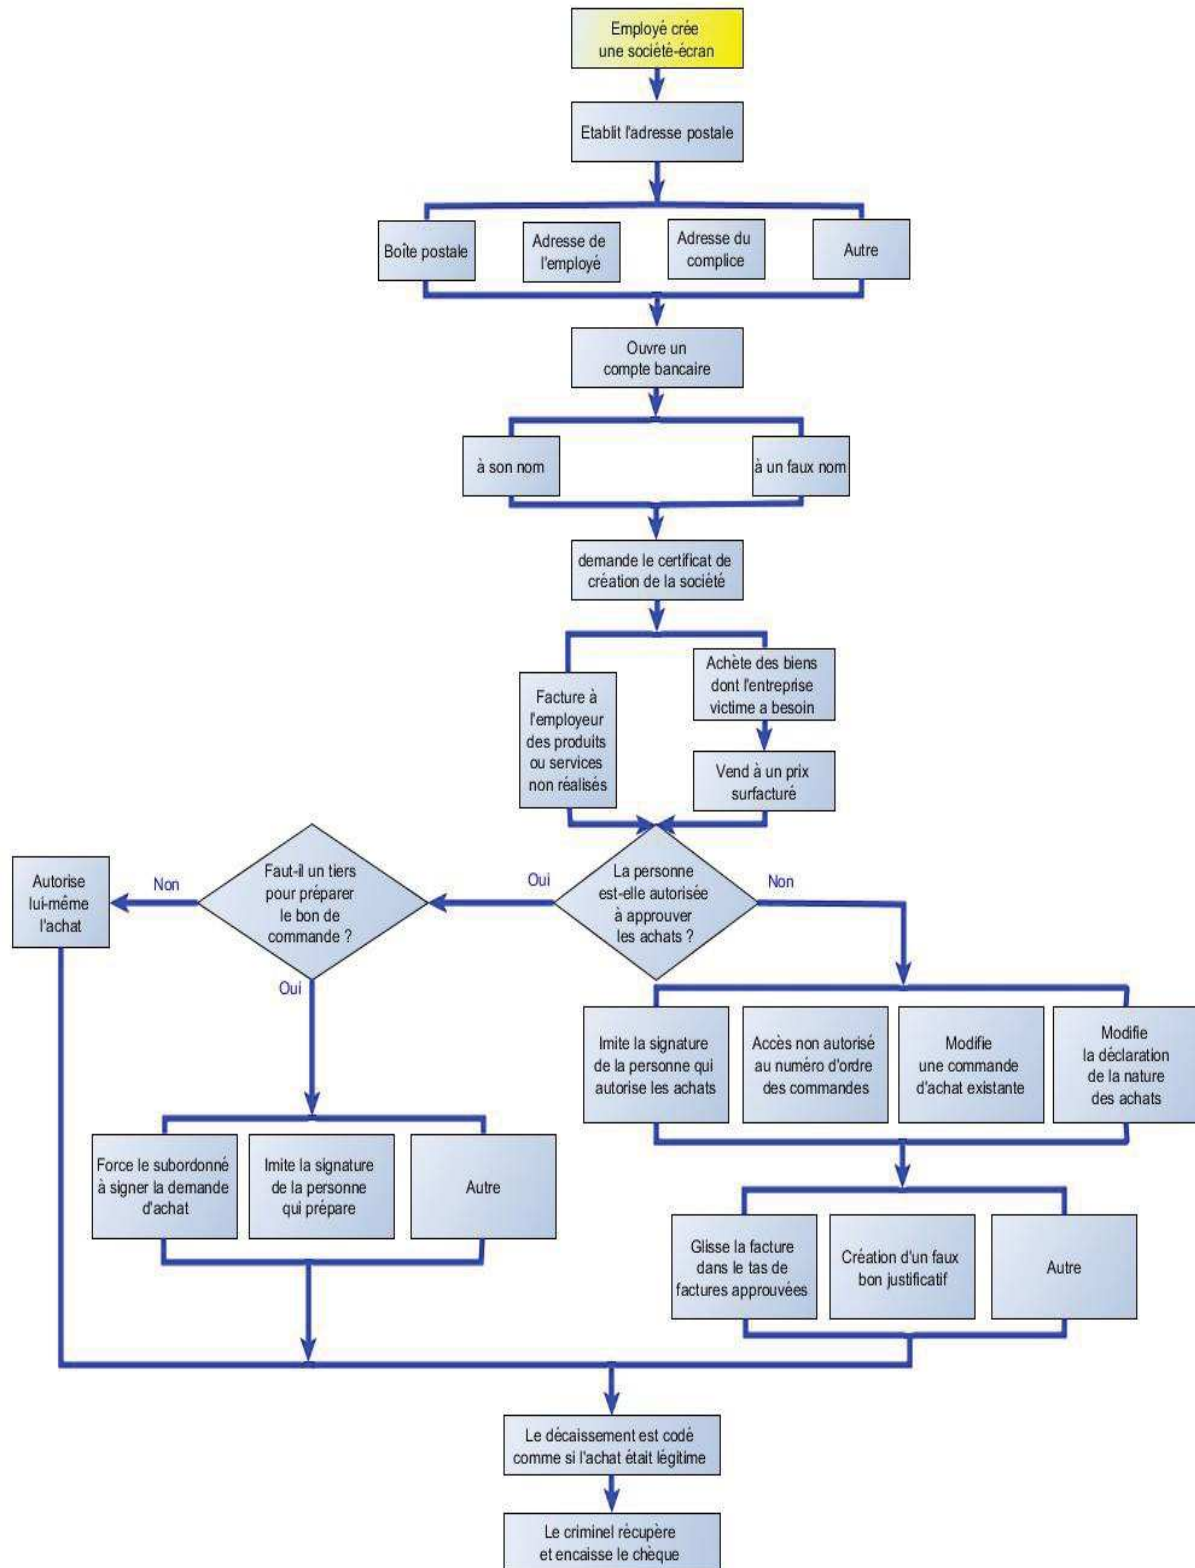 Employé crée
une société-écran
Etablit l'adresse postale
Boîte postale
Adresse de
l'employé
Adresse du
complice
Autre
Ouvre un
compte bancaire
à son nom
à un faux nom
demande le certificat de
création de la société
Facture à
l'employeur
des produits
ou services
non réalisés
Achète des biens
dont l'entreprise
victime a besoin
Vend à un prix
surfacturé
La personne
est-elle autorisée
à approuver
les achats ?
Oui
Non
Faut-il un tiers
pour préparer
le bon de
commande ?
Non
Oui
Autorise
lui-même
l'achat
Force le subordonné
à signer la demande
d'achat
Imite la signature
de la personne
qui prépare
Autre
Imite la signature
de la personne qui
autorise les achats
Accès non autorisé
au numéro d'ordre
des commandes
Modifie
une commande
d'achat existante
Modifie
la déclaration
de la nature
des achats
Glisse la facture
dans le tas de
factures approuvées
Création d'un faux
bon justificatif
Autre
Le décaissement est codé
comme si l'achat était légitime
Le criminel récupère
et encaisse le chèque